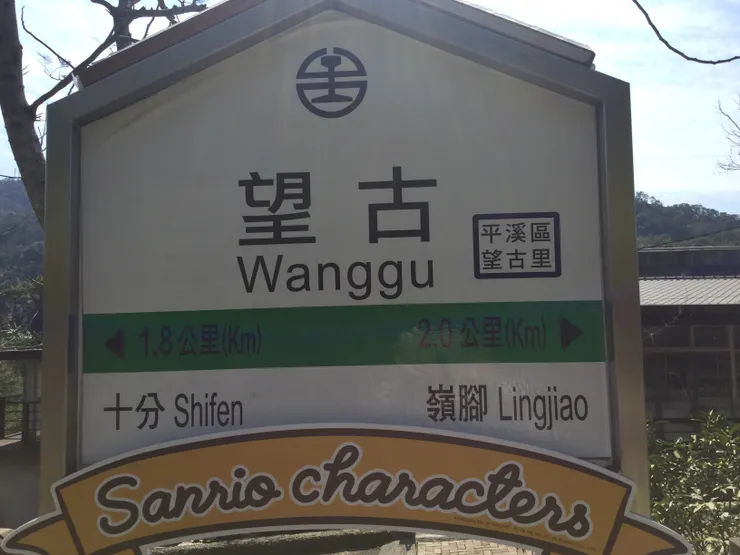 望古
平溪區
望古里
Wanggu
1.8公里(Km)
2.0公里(Km)
十分 Shifen
嶺腳 Lingjiao
Sanrio characters